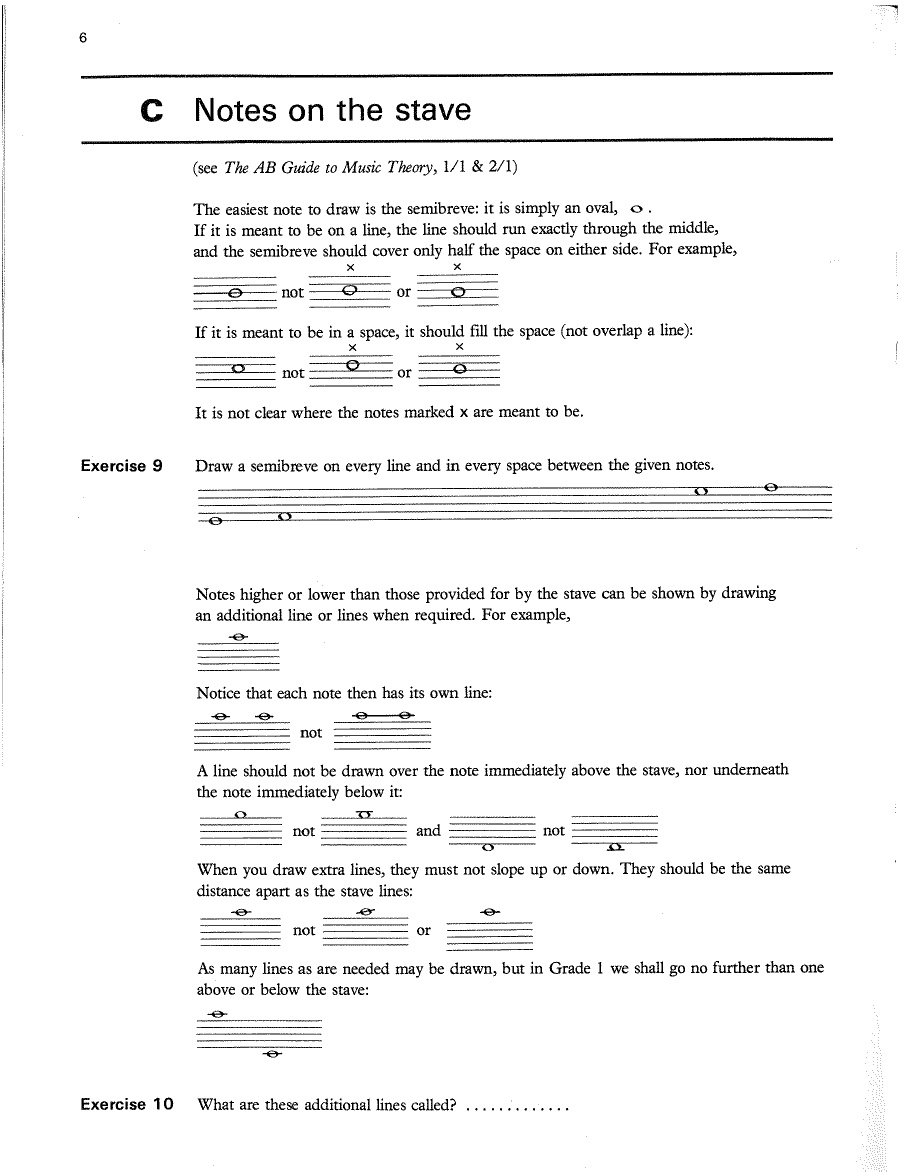 6
C Notes on the stave
(see The AB Guide to Music Theory, 1/1 & 2/1)
The easiest note to draw is the semibreve: it is simply an oval, o .
If it is meant to be on a line, the line should run exactly through the middle,
and the semibreve should cover only half the space on either side. For example,
x x
not or
If it is meant to be in a space, it should fill the space (not overlap a line):
x x
not or
It is not clear where the notes marked x are meant to be.
Exercise 9 Draw a semibreve on every line and in every space between the given notes.
Notes higher or lower than those provided for by the stave can be shown by drawing
an additional line or lines when required. For example,
Notice that each note then has its own line:
not
A line should not be drawn over the note immediately above the stave, nor underneath
the note immediately below it:
not and not
When you draw extra lines, they must not slope up or down. They should be the same
distance apart as the stave lines:
not or
As many lines as are needed may be drawn, but in Grade 1 we shall go no further than one
above or below the stave:
Exercise 10 What are these additional lines called? . . . . . . . . . . . . .